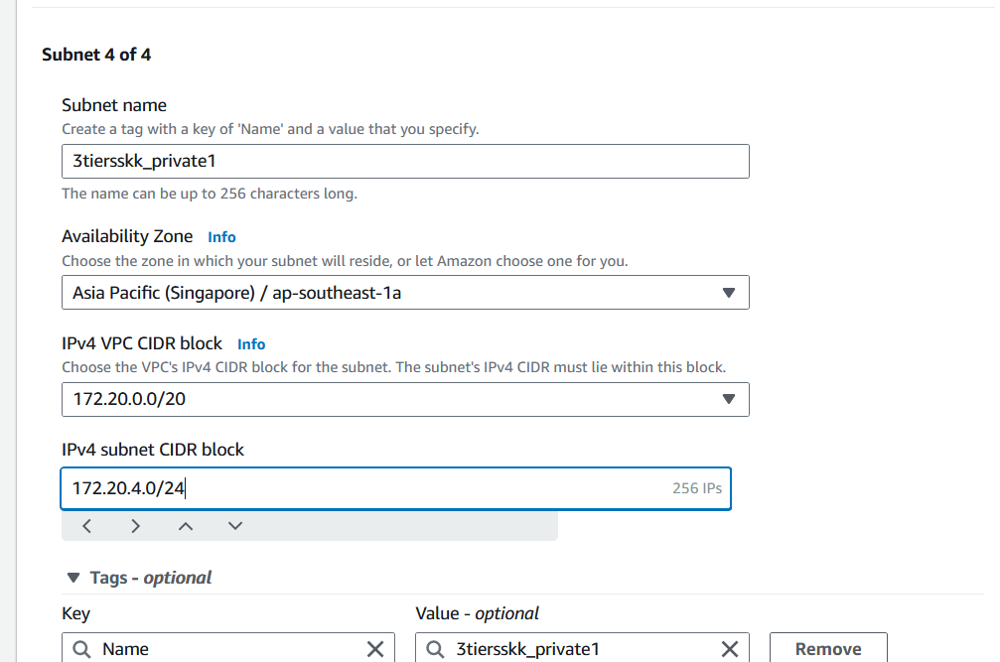 Subnet 4 of 4
Subnet name
Create a tag with a key of 'Name' and a value that you specify.
3tiersskk_private1
The name can be up to 256 characters long.
Availability Zone Info
Choose the zone in which your subnet will reside, or let Amazon choose one for you.
Asia Pacific (Singapore) / ap-southeast-1a
IPv4 VPC CIDR block Info
Choose the VPC's IPv4 CIDR block for the subnet. The subnet's IPv4 CIDR must lie within this block.
172.20.0.0/20
IPv4 subnet CIDR block
172.20.4.0/24 256 IPs
Tags - optional
Key Value - optional
Name 3tiersskk_private1 Remove